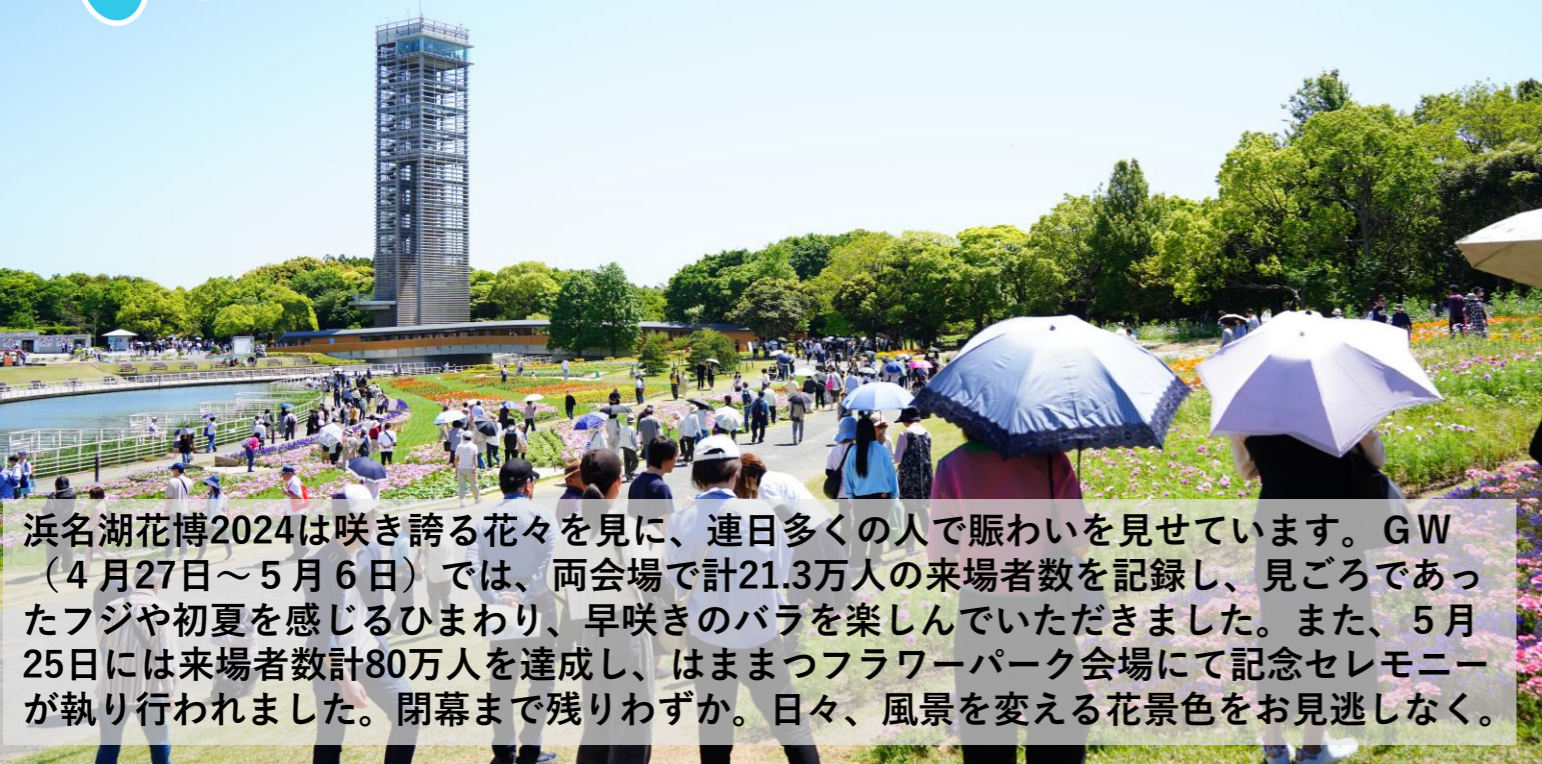 浜名湖花博2024は咲き誇る花々を見に、連日多くの人で賑わいを見せています。ＧＷ
（４月27日～５月６日）では、両会場で計21.3万人の来場者数を記録し、見ごろであっ
たフジや初夏を感じるひまわり、早咲きのバラを楽しんでいただきました。また、５月
25日には来場者数計80万人を達成し、はままつフラワーパーク会場にて記念セレモニー
が執り行われました。閉幕まで残りわずか。日々、風景を変える花景色をお見逃しなく。